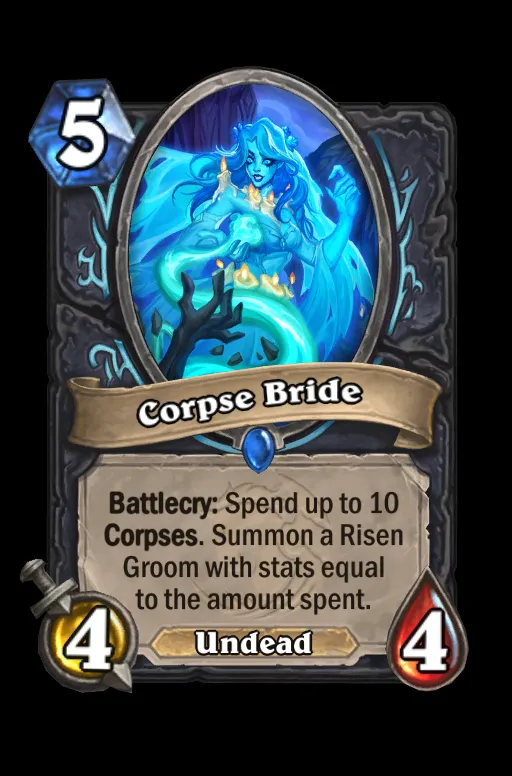 5
Corpse Bride
Battlecry: Spend up to 10
Corpses. Summon a Risen
Groom with stats equal
to the amount spent.
4
Undead
4